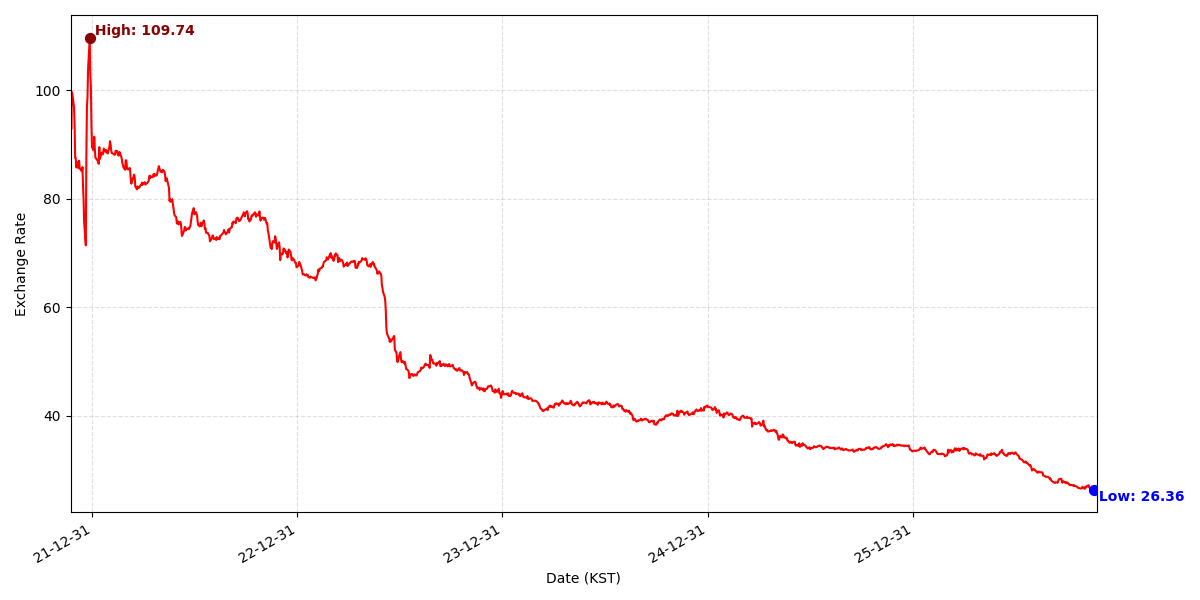 High: 109.74
100
80
60
40
Exchange Rate
Low: 26.36
21-12-31
22-12-31
23-12-31
24-12-31
25-12-31
Date (KST)